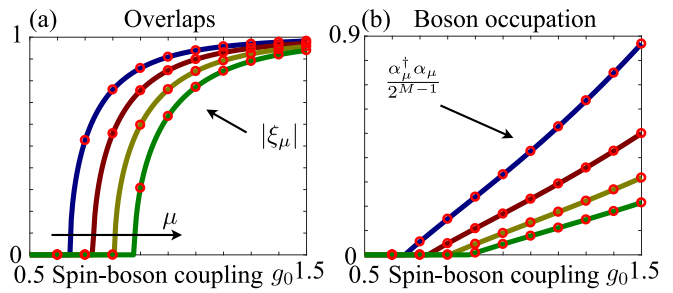 (a) Overlaps
1
|ξ_μ|
μ
0
0.5 Spin-boson coupling g_0 1.5
(b) Boson occupation
0.9
α_μ^† α_μ / 2^{M-1}
0
0.5 Spin-boson coupling g_0 1.5